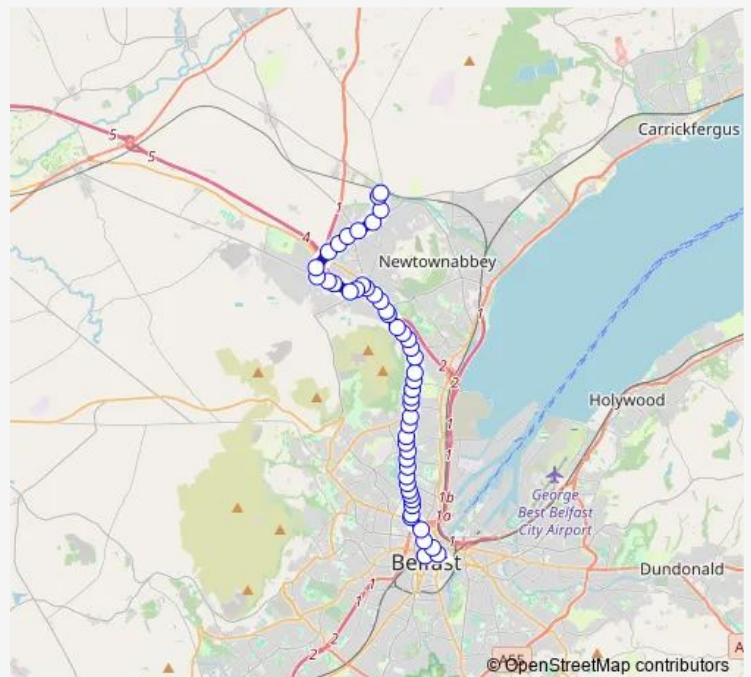 Carrickfergus
5
5
1
4
Newtownabbey
1
2
2
Holywood
1
1
1b
1a
George
Best Belfast
City Airport
1
Belfast
1
Dundonald
1
2
2
A55
A
© OpenStreetMap contributors